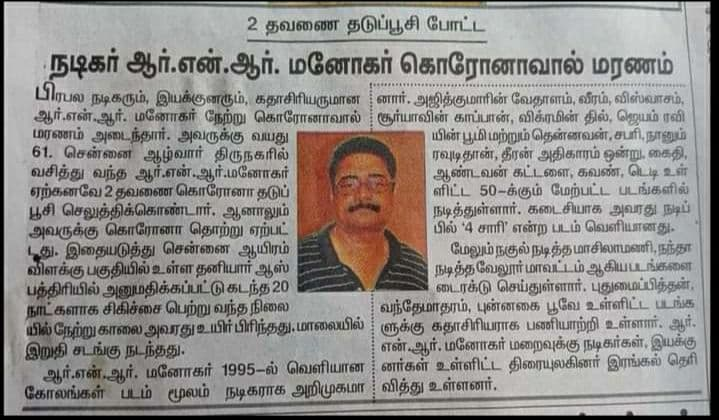 2 தவணை தடுப்பூசி போட்ட
நடிகர் ஆர்.என்.ஆர். மனோகர் கொரோனாவால் மரணம்
பிரபல நடிகரும், இயக்குனரும், கதாசிரியருமான
ஆர்.என்.ஆர். மனோகர் நேற்று கொரோனாவால்
மரணம் அடைந்தார். அவருக்கு வயது
61. சென்னை ஆழ்வார் திருநகரில்
வசித்து வந்த ஆர்.என்.ஆர்.மனோகர்
ஏற்கனவே 2 தவணை கொரோனா தடுப்
பூசி செலுத்திக்கொண்டார். ஆனாலும்
அவருக்கு கொரோனா தொற்று ஏற்பட்
டது. இதையடுத்து சென்னை ஆயிரம்
விளக்கு பகுதியில் உள்ள தனியார் ஆஸ்
பத்திரியில் அனுமதிக்கப்பட்டு கடந்த 20
நாட்களாக சிகிச்சை பெற்று வந்த நிலை
யில் நேற்று காலை அவரது உயிர் பிரிந்தது. மாலையில்
இறுதி சடங்கு நடந்தது.
ஆர்.என்.ஆர். மனோகர் 1995-ல் வெளியான
கோலங்கள் படம் மூலம் நடிகராக அறிமுகமா
னார். அஜித்குமாரின் வேதாளம், வீரம், விஸ்வாசம்,
சூர்யாவின் காப்பான், விக்ரமின் தில், ஜெயம் ரவி
யின் பூமி மற்றும் தென்னவன், சபரி, நானும்
ரவுடிதான், தீரன் அதிகாரம் ஒன்று, கைதி,
ஆண்டவன் கட்டளை, கவண், டெடி உள்
ளிட்ட 50-க்கும் மேற்பட்ட படங்களில்
நடித்துள்ளார். கடைசியாக அவரது நடிப்
பில் '4 சாரி' என்ற படம் வெளியானது.
மேலும் நகுல் நடித்த மாசிலாமணி, நந்தா
நடித்த வேலூர் மாவட்டம் ஆகிய படங்களை
டைரக்டு செய்துள்ளார். புதுமைப்பித்தன்,
வந்தேமாதரம், புன்னகை பூவே உள்ளிட்ட படங்க
ளுக்கு கதாசிரியராக பணியாற்றி உள்ளார். ஆர்.
என்.ஆர். மனோகர் மறைவுக்கு நடிகர்கள், இயக்கு
னர்கள் உள்ளிட்ட திரையுலகினர் இரங்கல் தெரி
வித்து உள்ளனர்.